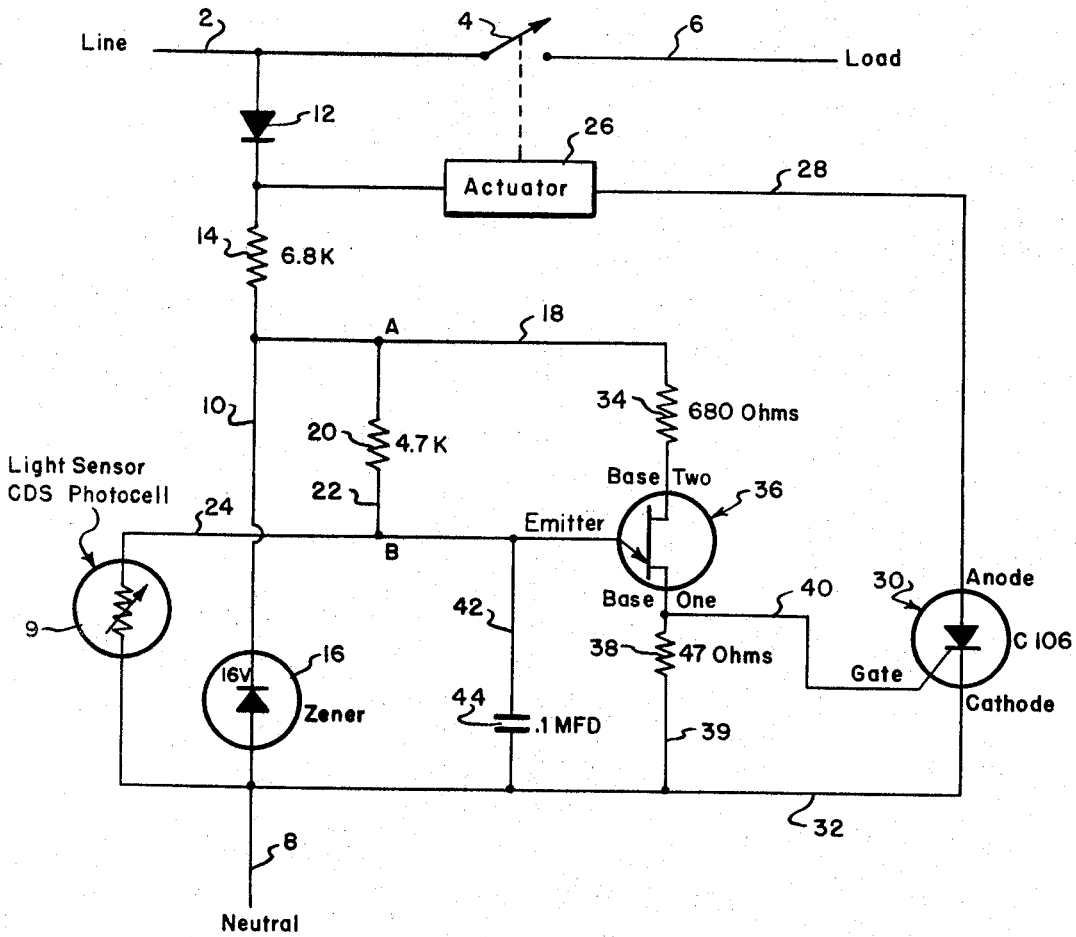 2
4
6
Line
Load
12
26
Actuator
28
14
6.8K
A
18
10
20
4.7K
34
680 Ohms
Light Sensor
CDS Photocell
22
Base Two
36
24
Emitter
B
9
42
Base One
40
30
Anode
C 106
38
47 Ohms
Gate
Cathode
16
16V
Zener
44
.1 MFD
39
32
8
Neutral